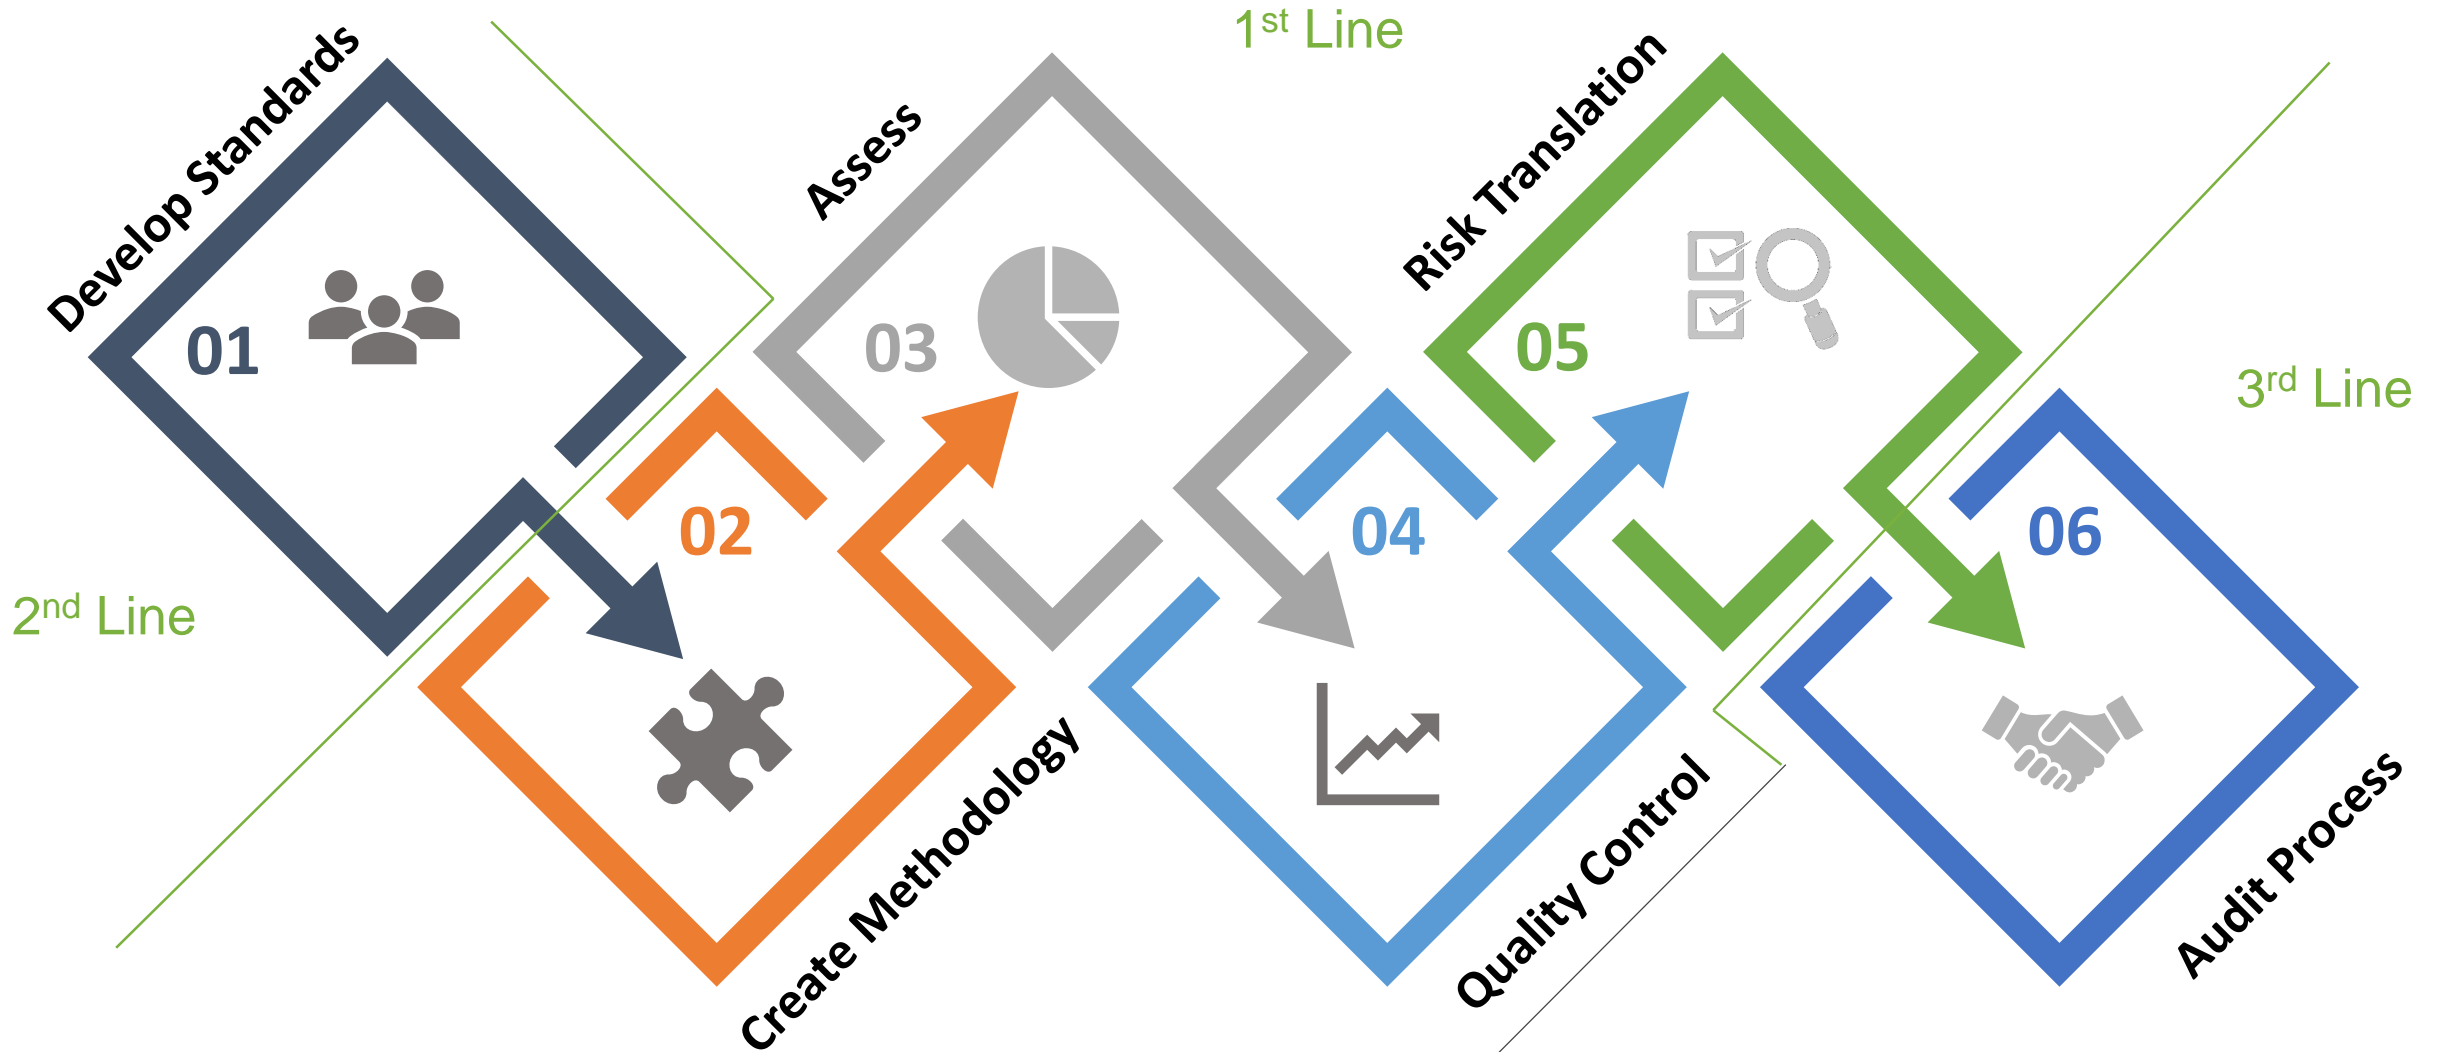 1st Line
Develop Standards
Assess
Risk Translation
01
03
05
3rd Line
02
04
06
2nd Line
Create Methodology
Quality Control
Audit Process